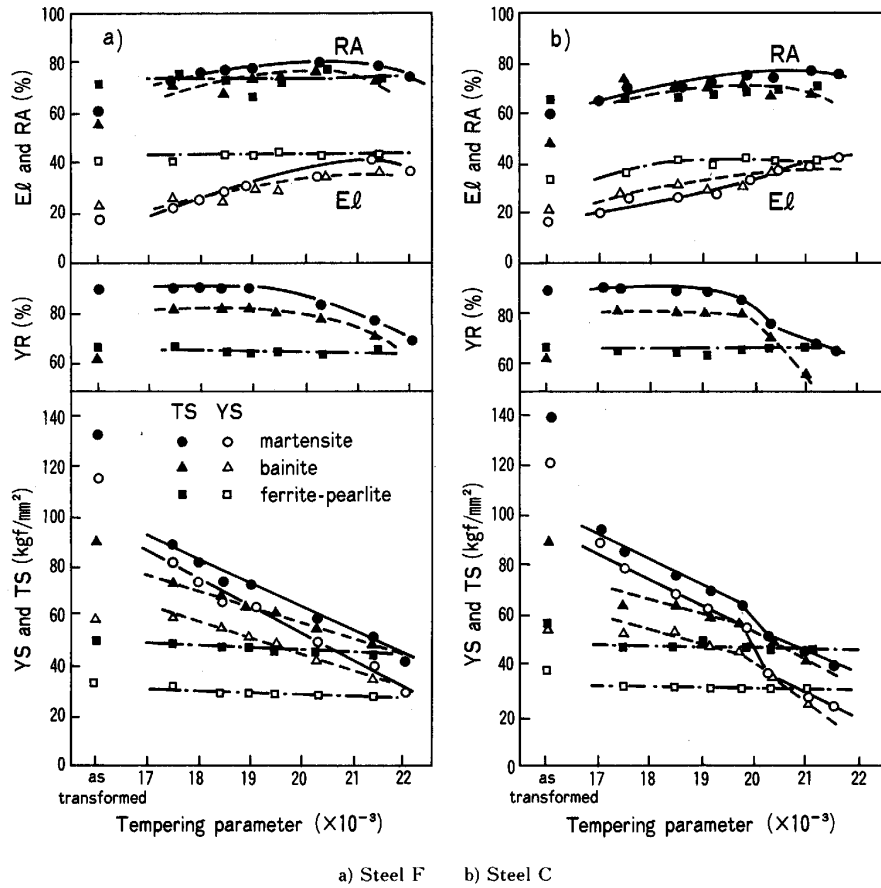 a)
RA
El and RA (%)
100
80
60
40
20
0
El
YR (%)
80
60
TS YS
martensite
bainite
ferrite-pearlite
YS and TS (kgf/mm²)
140
120
100
80
60
40
20
0
as
transformed
17 18 19 20 21 22
Tempering parameter (×10⁻³)
b)
RA
El and RA (%)
100
80
60
40
20
0
El
YR (%)
80
60
YS and TS (kgf/mm²)
140
120
100
80
60
40
20
0
as
transformed
17 18 19 20 21 22
Tempering parameter (×10⁻³)
a) Steel F b) Steel C